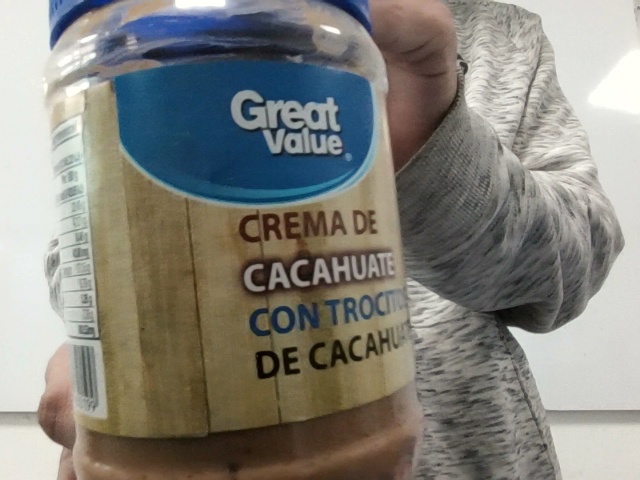 Great
Value
CREMA DE
CACAHUATE
CON TROCITOS
DE CACAHUATE